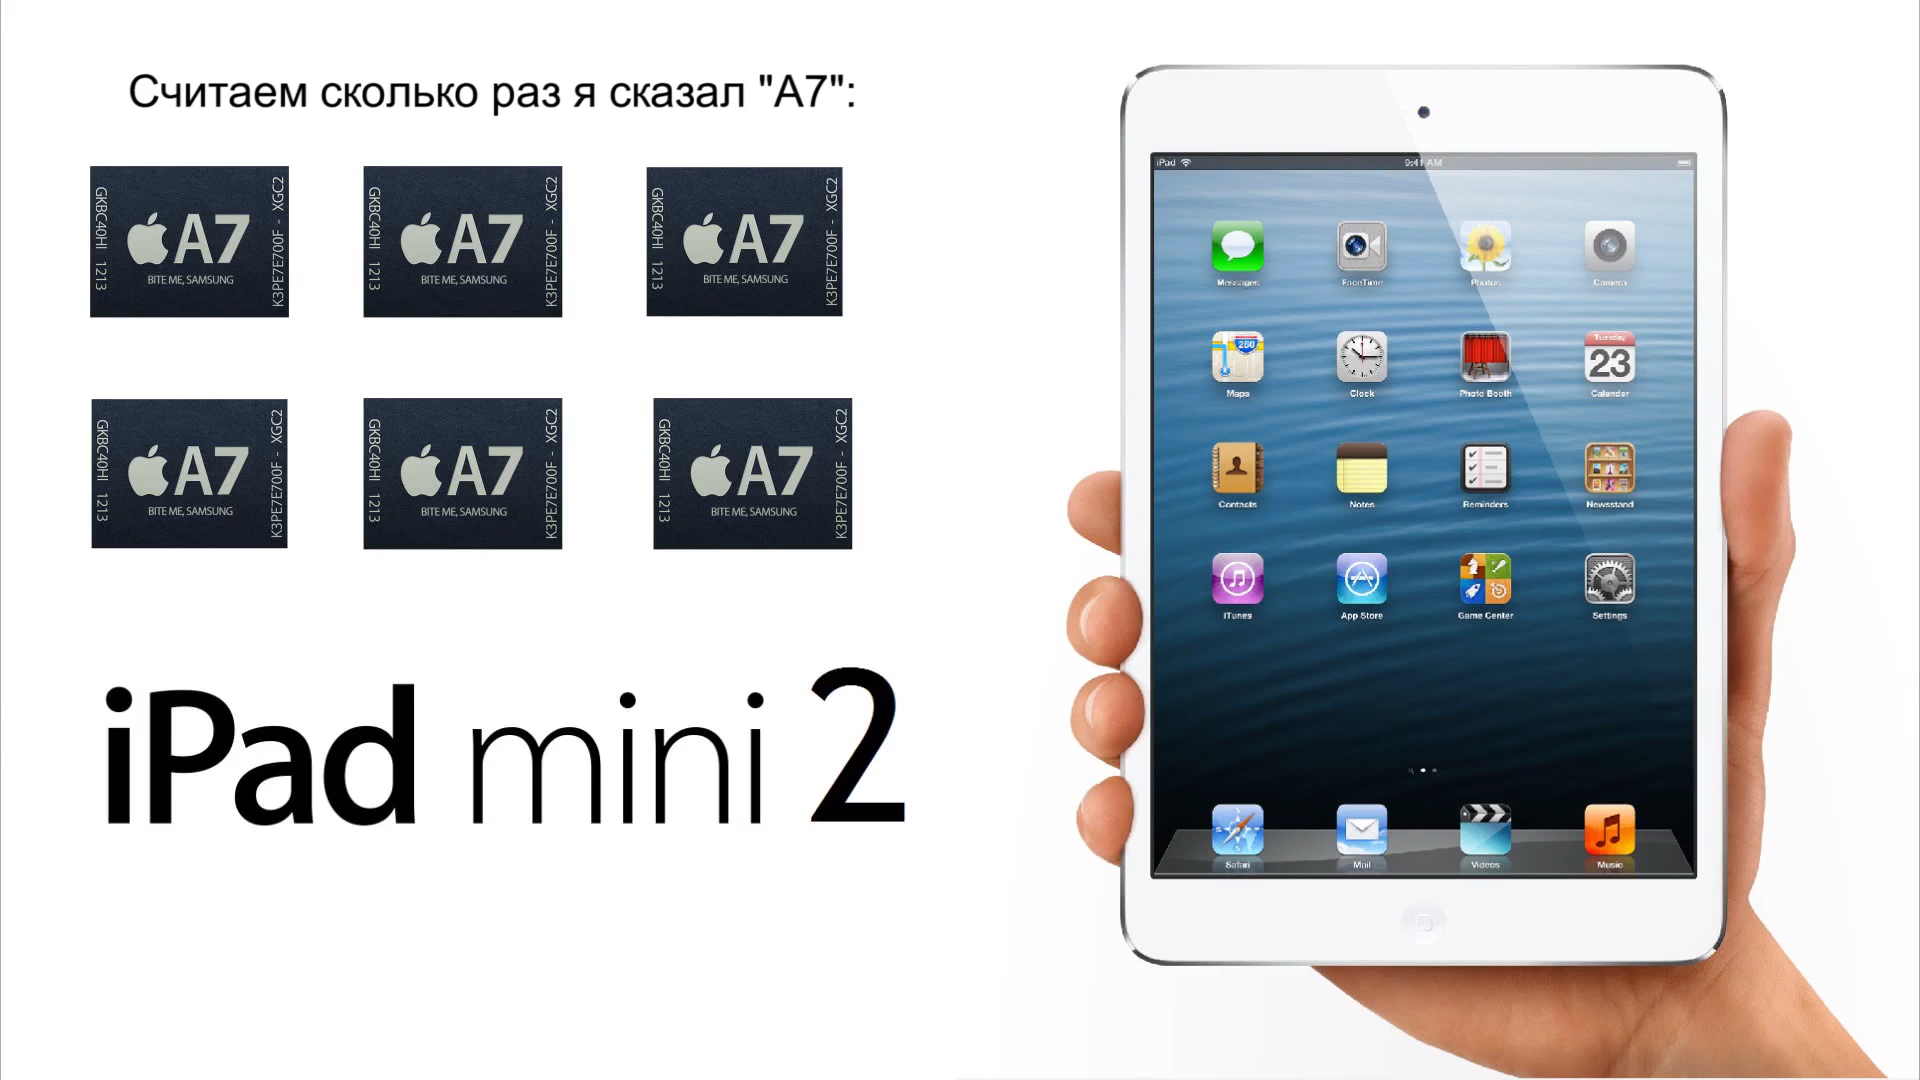 Считаем сколько раз я сказал "A7":
GKBC40HI 1213
A7
BITE ME, SAMSUNG
K3PE7E700F - XGC2
GKBC40HI 1213
A7
BITE ME, SAMSUNG
K3PE7E700F - XGC2
GKBC40HI 1213
A7
BITE ME, SAMSUNG
K3PE7E700F - XGC2
GKBC40HI 1213
A7
BITE ME, SAMSUNG
K3PE7E700F - XGC2
GKBC40HI 1213
A7
BITE ME, SAMSUNG
K3PE7E700F - XGC2
GKBC40HI 1213
A7
BITE ME, SAMSUNG
K3PE7E700F - XGC2
iPad mini 2
iPad 9:41 AM
Messages FaceTime Photos Camera
280
Tuesday
23
Maps Clock Photo Booth Calendar
Contacts Notes Reminders Newsstand
iTunes App Store Game Center Settings
Safari Mail Videos Music